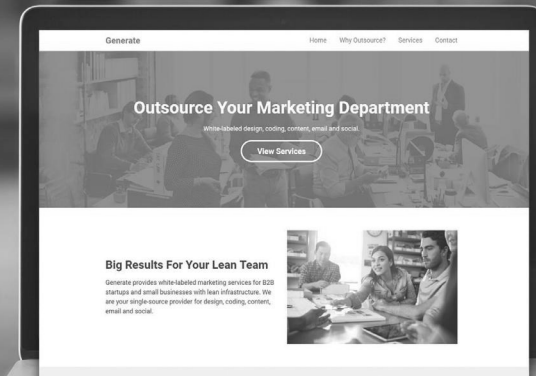 Generate
Home Why Outsource? Services Contact
Outsource Your Marketing Department
White-labeled design, coding, content, email and social.
View Services
Big Results For Your Lean Team
Generate provides white-labeled marketing services for B2B
startups and small businesses with lean infrastructure. We
are your single-source provider for design, coding, content,
email and social.